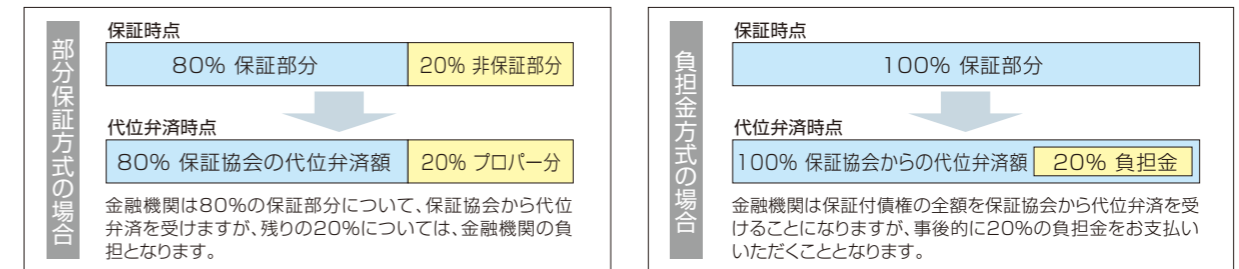 部分保証方式の場合
保証時点
80% 保証部分
20% 非保証部分
代位弁済時点
80% 保証協会の代位弁済額
20% プロパー分
金融機関は80%の保証部分について、保証協会から代位
弁済を受けますが、残りの20%については、金融機関の負
担となります。
負担金方式の場合
保証時点
100% 保証部分
代位弁済時点
100% 保証協会からの代位弁済額
20% 負担金
金融機関は保証付債権の全額を保証協会から代位弁済を受
けることになりますが、事後的に20%の負担金をお支払い
いただくこととなります。